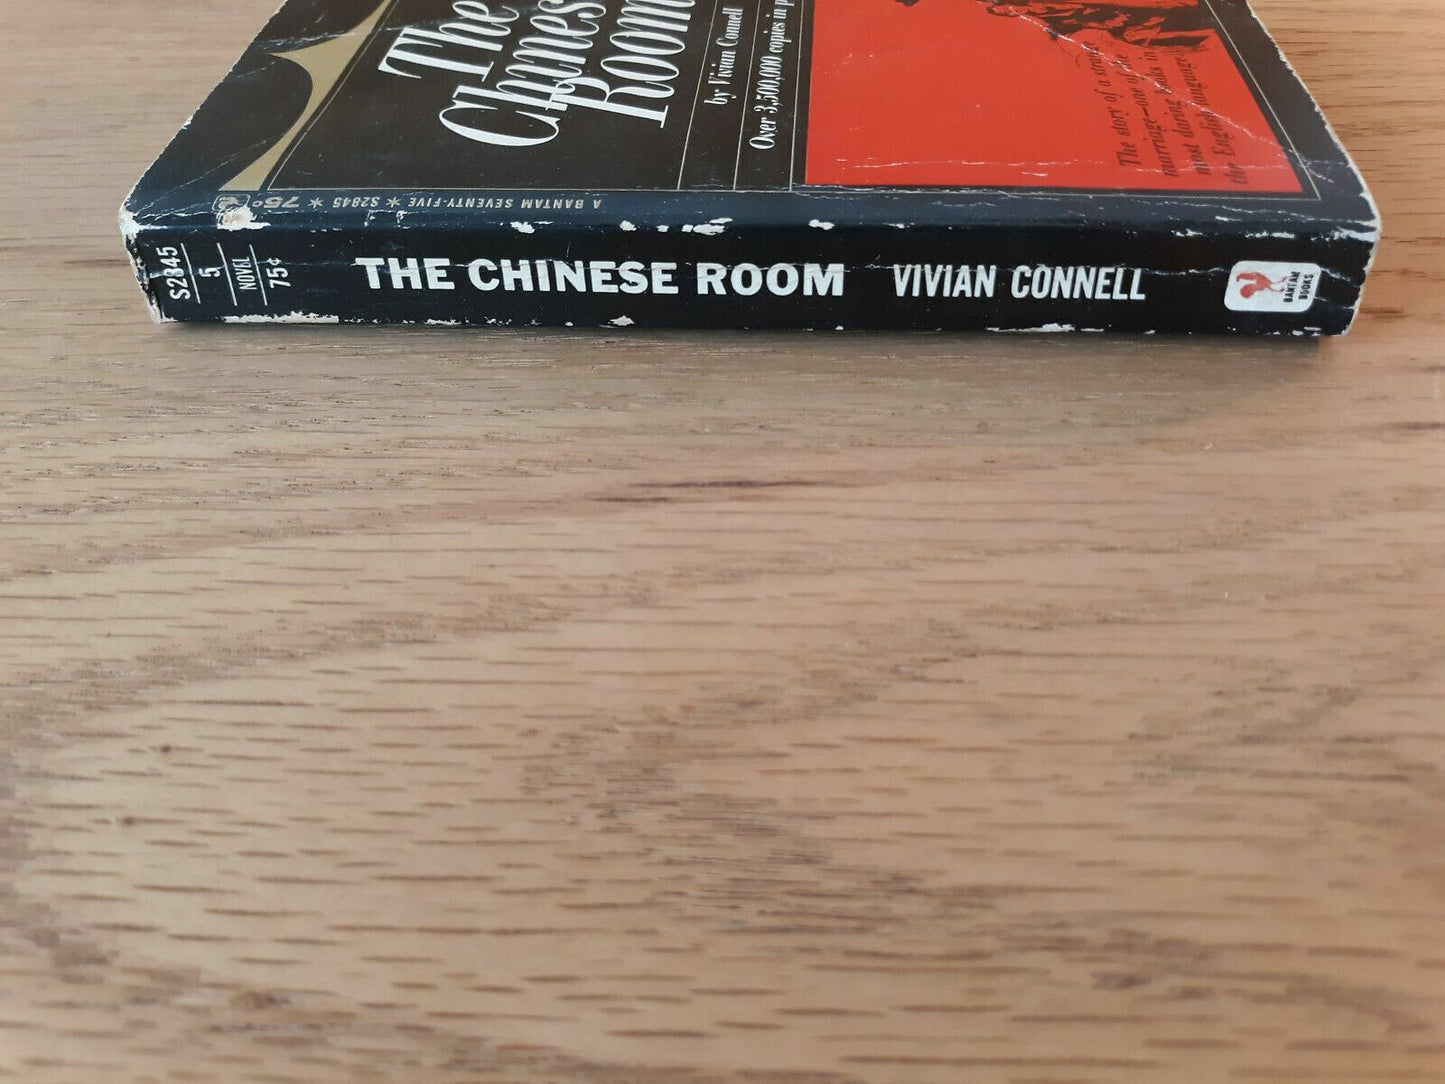 The
Chinese
Room
by Vivian Connell
Over 3,500,000 copies in
The story of a strange
marriage—one of the
most daring books in
the English language
A BANTAM SEVENTY-FIVE ★ S2845 ★ 75¢
S2845
5
NOVEL
75¢
THE CHINESE ROOM VIVIAN CONNELL
BANTAM
BOOKS